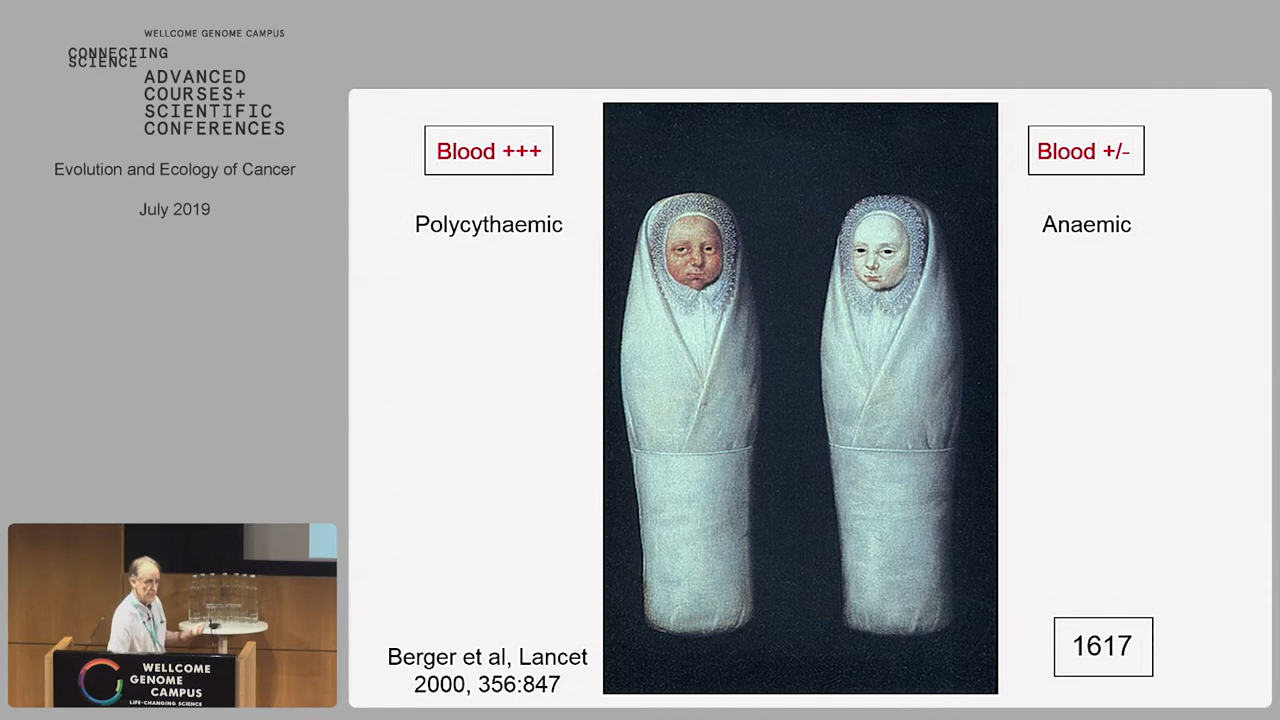 WELLCOME GENOME CAMPUS
CONNECTING
SCIENCE
ADVANCED
COURSES+
SCIENTIFIC
CONFERENCES
Evolution and Ecology of Cancer
July 2019
Blood +++
Polycythaemic
Blood +/-
Anaemic
Berger et al, Lancet
2000, 356:847
1617
WELLCOME
GENOME
CAMPUS
LIFE-CHANGING SCIENCE